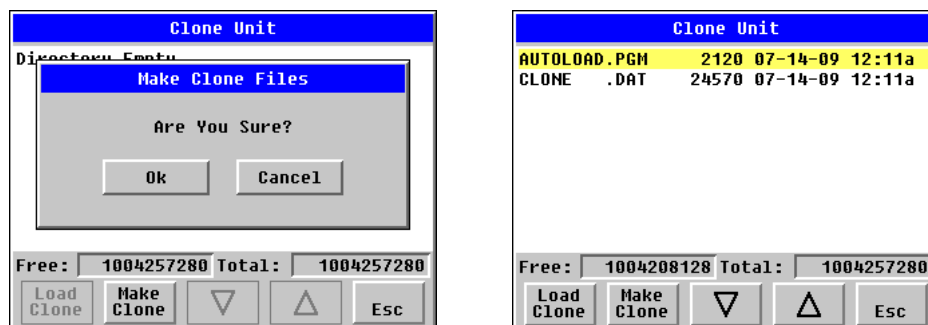 Clone Unit
Directory Empty
Make Clone Files
Are You Sure?
Ok Cancel
Free: 1004257280 Total: 1004257280
Load Clone Make Clone Esc
Clone Unit
AUTOLOAD.PGM 2120 07-14-09 12:11a
CLONE .DAT 24570 07-14-09 12:11a
Free: 1004208128 Total: 1004257280
Load Clone Make Clone Esc